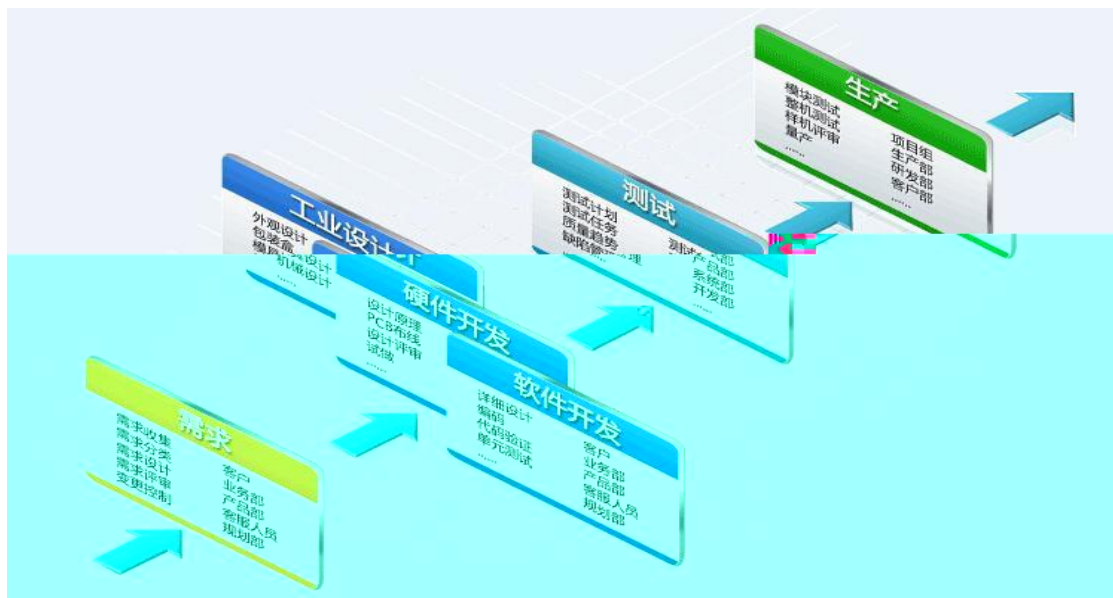 生产
模块测试
整机测试
样机评审
量产
......
项目组
生产部
研发部
客户部
......
测试
测试计划
测试任务
质量趋势
产品部
系统部
开发部
......
工业设计
外观设计
包装盒
机械设计
......
硬件开发
设计原理
PCB布线
设计评审
试做
......
软件开发
详细设计
编码
代码验证
单元测试
......
客户
业务部
产品部
客服人员
规划部
需求
需求收集
需求分类
需求设计
需求评审
变更控制
客户
业务部
产品部
客服人员
规划部